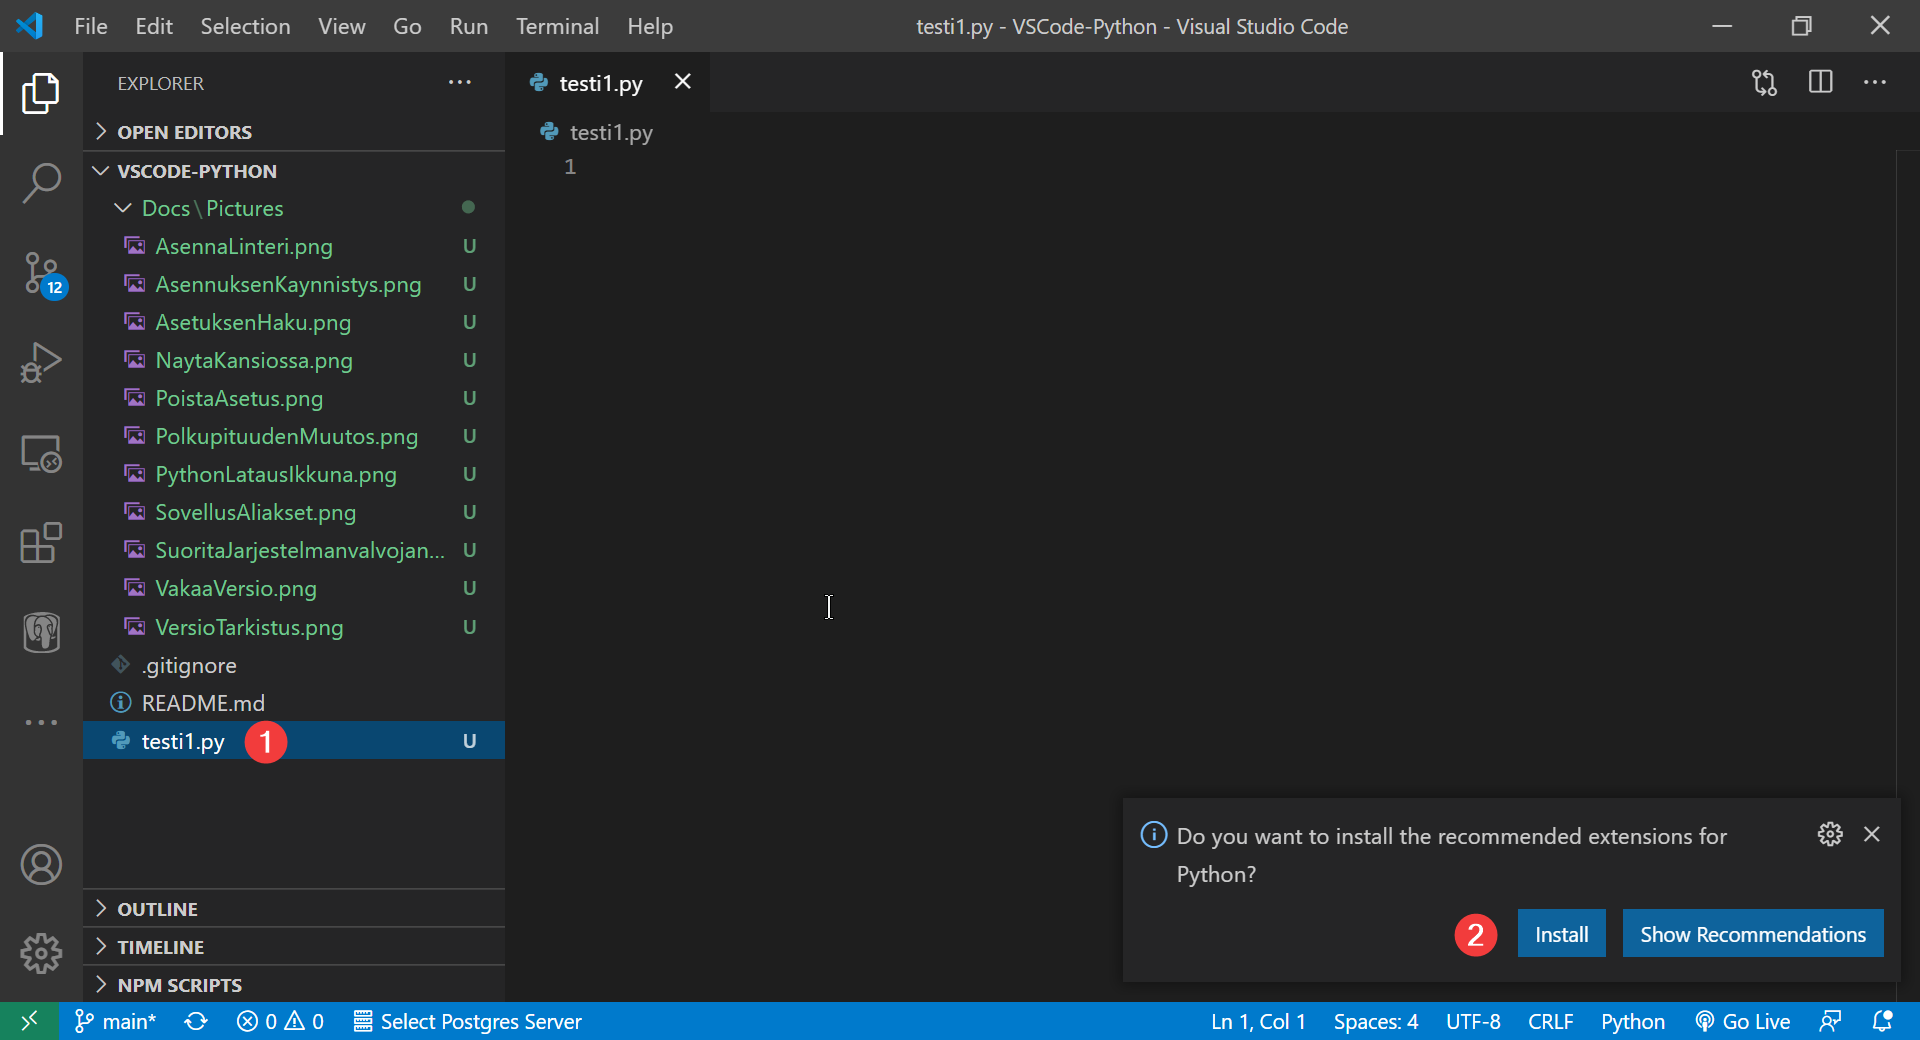 File Edit Selection View Go Run Terminal Help
testi1.py - VSCode-Python - Visual Studio Code
EXPLORER
OPEN EDITORS
VSCODE-PYTHON
Docs\Pictures
AsennaLinteri.png U
AsennuksenKaynnistys.png U
AsetuksenHaku.png U
NaytaKansiossa.png U
PoistaAsetus.png U
PolkupituudenMuutos.png U
PythonLatausIkkuna.png U
SovellusAliakset.png U
SuoritaJarjestelmanvalvojan... U
VakaaVersio.png U
VersioTarkistus.png U
.gitignore
README.md
testi1.py 1 U
OUTLINE
TIMELINE
NPM SCRIPTS
12
testi1.py
testi1.py
1
Do you want to install the recommended extensions for
Python?
2 Install Show Recommendations
main* 0 0 Select Postgres Server
Ln 1, Col 1 Spaces: 4 UTF-8 CRLF Python Go Live